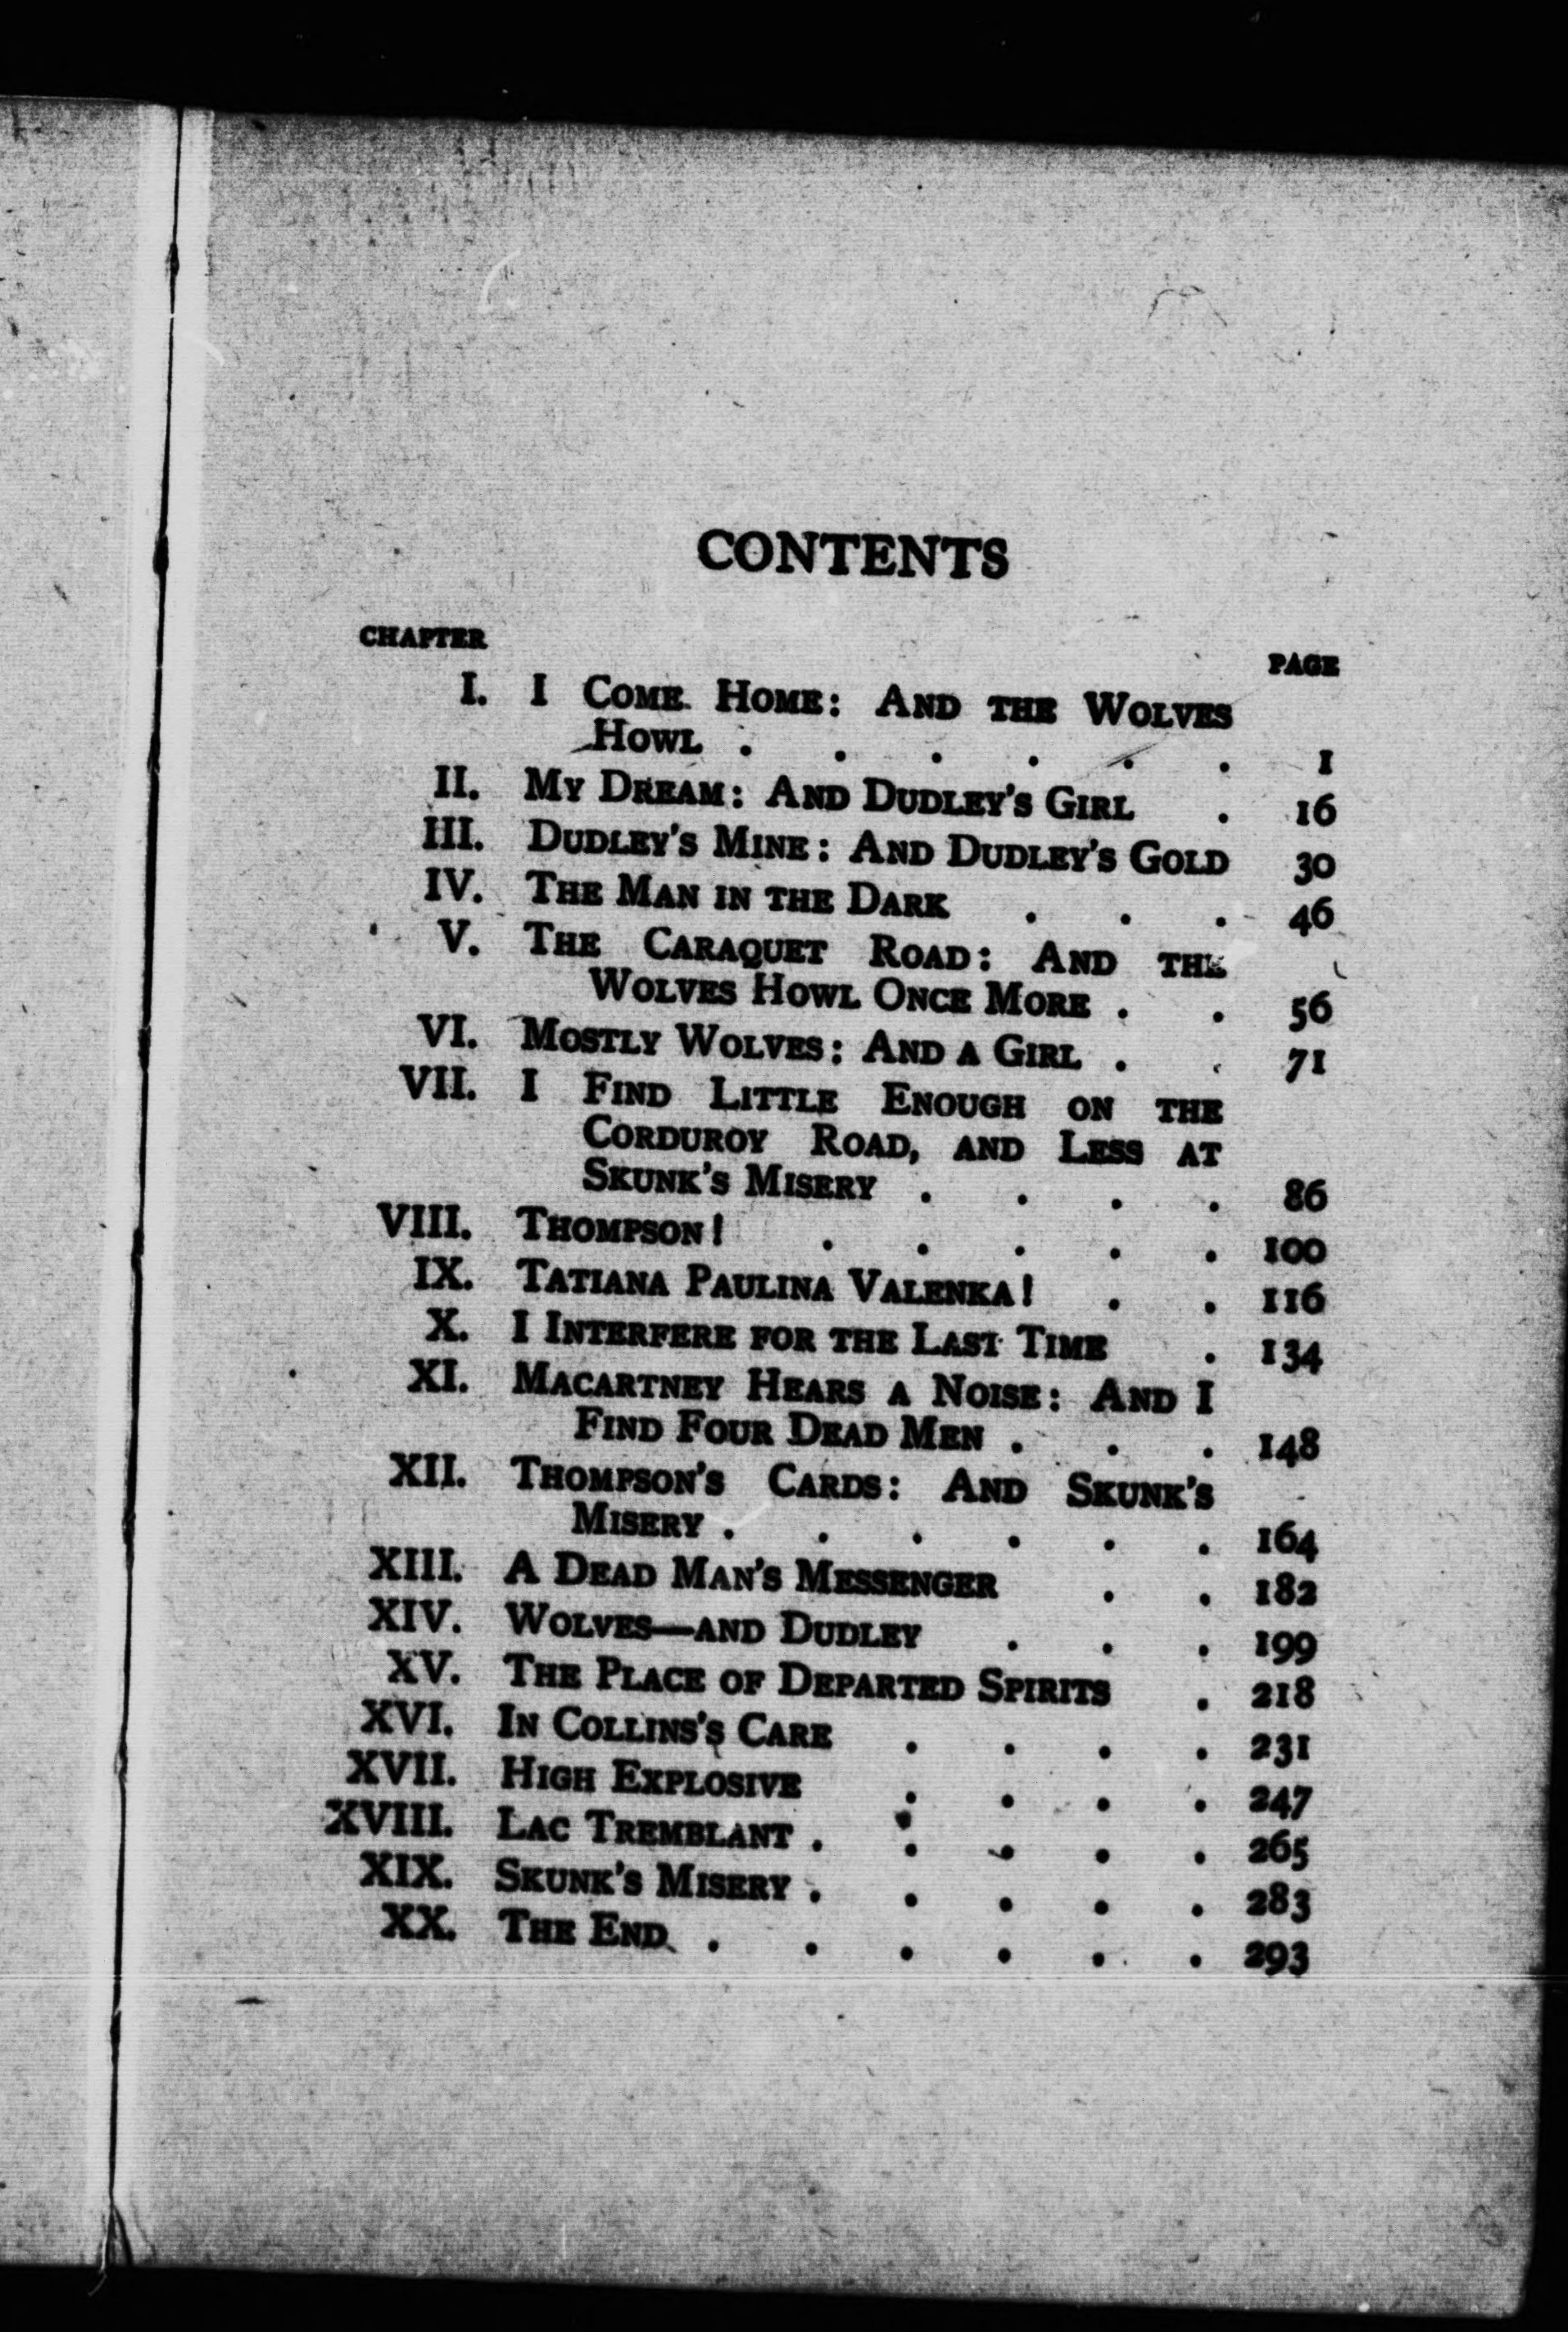 CONTENTS
CHAPTER
PAGE
I. I COME HOME: AND THE WOLVES
HOWL . . . . . . 1
II. MY DREAM: AND DUDLEY'S GIRL . 16
III. DUDLEY'S MINE: AND DUDLEY'S GOLD 30
IV. THE MAN IN THE DARK . . . 46
V. THE CARAQUET ROAD: AND THE
WOLVES HOWL ONCE MORE . . 56
VI. MOSTLY WOLVES: AND A GIRL . . 71
VII. I FIND LITTLE ENOUGH ON THE
CORDUROY ROAD, AND LESS AT
SKUNK'S MISERY . . . . 86
VIII. THOMPSON! . . . . . 100
IX. TATIANA PAULINA VALENKA! . . 116
X. I INTERFERE FOR THE LAST TIME . 134
XI. MACARTNEY HEARS A NOISE: AND I
FIND FOUR DEAD MEN . . . 148
XII. THOMPSON'S CARDS: AND SKUNK'S
MISERY . . . . . . 164
XIII. A DEAD MAN'S MESSENGER . . 182
XIV. WOLVES—AND DUDLEY . . . 199
XV. THE PLACE OF DEPARTED SPIRITS . 218
XVI. IN COLLINS'S CARE . . . . 231
XVII. HIGH EXPLOSIVE . . . . 247
XVIII. LAC TREMBLANT . . . . . 265
XIX. SKUNK'S MISERY . . . . . 283
XX. THE END . . . . . . 293